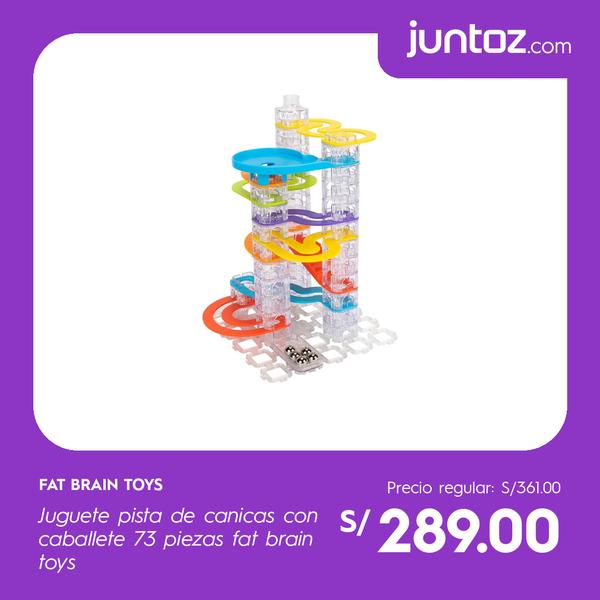 juntoz.com
FAT BRAIN TOYS
Juguete pista de canicas con
caballete 73 piezas fat brain
toys
Precio regular: S/361.00
S/ 289.00